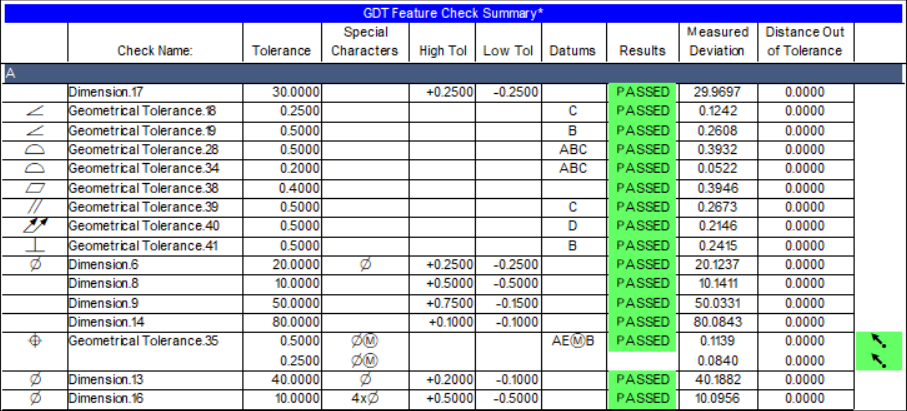 GDT Feature Check Summary*
Check Name: Tolerance Special Characters High Tol Low Tol Datums Results Measured Deviation Distance Out of Tolerance
A
Dimension.17 30.0000 +0.2500 -0.2500 PASSED 29.9697 0.0000
∠ Geometrical Tolerance.18 0.2500 C PASSED 0.1242 0.0000
∠ Geometrical Tolerance.19 0.5000 B PASSED 0.2608 0.0000
⌓ Geometrical Tolerance.28 0.5000 ABC PASSED 0.3932 0.0000
⌓ Geometrical Tolerance.34 0.2000 ABC PASSED 0.0522 0.0000
⏥ Geometrical Tolerance.38 0.4000 PASSED 0.3946 0.0000
// Geometrical Tolerance.39 0.5000 C PASSED 0.2673 0.0000
⌰ Geometrical Tolerance.40 0.5000 D PASSED 0.2146 0.0000
⊥ Geometrical Tolerance.41 0.5000 B PASSED 0.2415 0.0000
∅ Dimension.6 20.0000 ∅ +0.2500 -0.2500 PASSED 20.1237 0.0000
Dimension.8 10.0000 +0.5000 -0.5000 PASSED 10.1411 0.0000
Dimension.9 50.0000 +0.7500 -0.1500 PASSED 50.0331 0.0000
Dimension.14 80.0000 +0.1000 -0.1000 PASSED 80.0843 0.0000
⌖ Geometrical Tolerance.35 0.5000 ∅Ⓜ AEⓂB PASSED 0.1139 0.0000
0.2500 ∅Ⓜ 0.0840 0.0000
∅ Dimension.13 40.0000 ∅ +0.2000 -0.1000 PASSED 40.1882 0.0000
∅ Dimension.16 10.0000 4x∅ +0.5000 -0.5000 PASSED 10.0956 0.0000